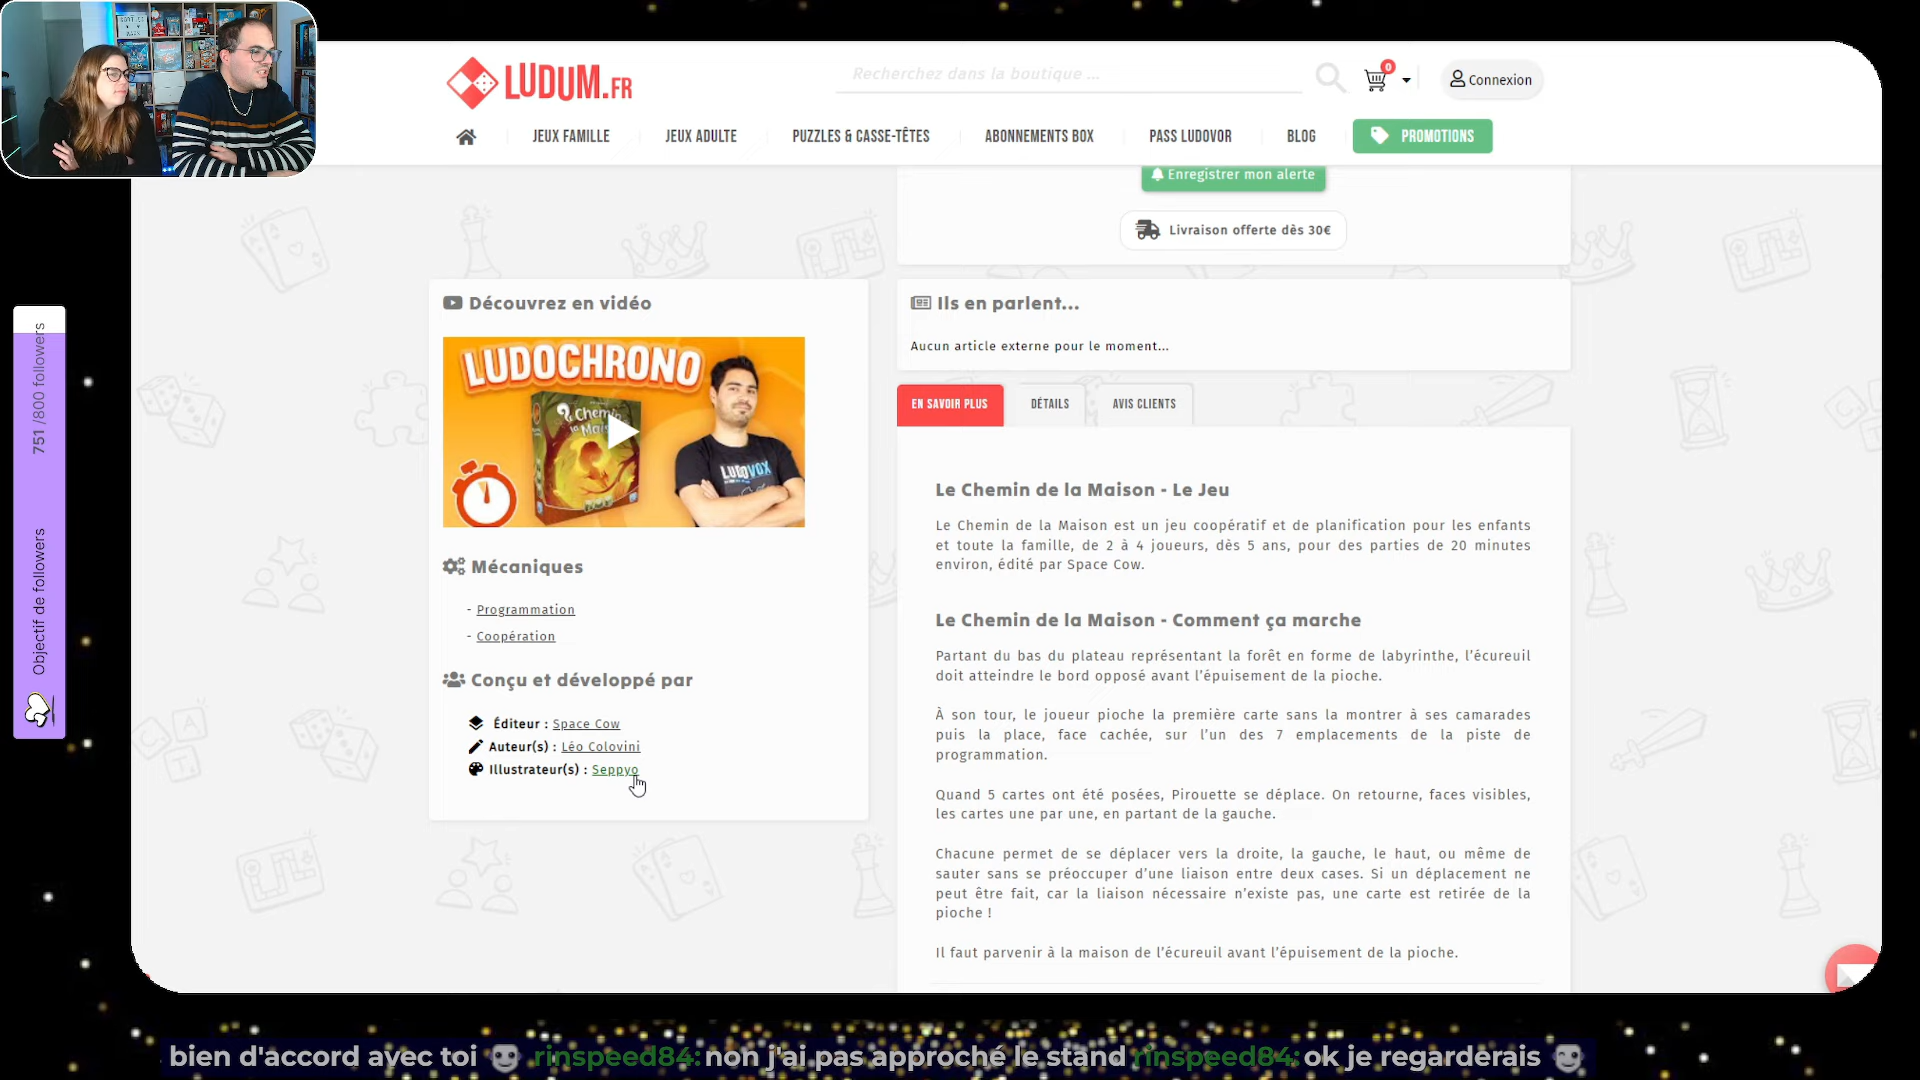 LUDUM.FR
Recherchez dans la boutique ...
0
Connexion
JEUX FAMILLE
JEUX ADULTE
PUZZLES & CASSE-TÊTES
ABONNEMENTS BOX
PASS LUDOVOR
BLOG
PROMOTIONS
Enregistrer mon alerte
Livraison offerte dès 30€
Découvrez en vidéo
LUDOCHRONO
LUDOVOX
Mécaniques
- Programmation
- Coopération
Conçu et développé par
Éditeur : Space Cow
Auteur(s) : Léo Colovini
Illustrateur(s) : Seppyo
Ils en parlent...
Aucun article externe pour le moment...
EN SAVOIR PLUS
DÉTAILS
AVIS CLIENTS
Le Chemin de la Maison - Le Jeu
Le Chemin de la Maison est un jeu coopératif et de planification pour les enfants
et toute la famille, de 2 à 4 joueurs, dès 5 ans, pour des parties de 20 minutes
environ, édité par Space Cow.
Le Chemin de la Maison - Comment ça marche
Partant du bas du plateau représentant la forêt en forme de labyrinthe, l'écureuil
doit atteindre le bord opposé avant l'épuisement de la pioche.
À son tour, le joueur pioche la première carte sans la montrer à ses camarades
puis la place, face cachée, sur l'un des 7 emplacements de la piste de
programmation.
Quand 5 cartes ont été posées, Pirouette se déplace. On retourne, faces visibles,
les cartes une par une, en partant de la gauche.
Chacune permet de se déplacer vers la droite, la gauche, le haut, ou même de
sauter sans se préoccuper d'une liaison entre deux cases. Si un déplacement ne
peut être fait, car la liaison nécessaire n'existe pas, une carte est retirée de la
pioche !
Il faut parvenir à la maison de l'écureuil avant l'épuisement de la pioche.
Objectif de followers
751 /800 followers
bien d'accord avec toi rinspeed84: non j'ai pas approché le stand rinspeed84: ok je regarderais